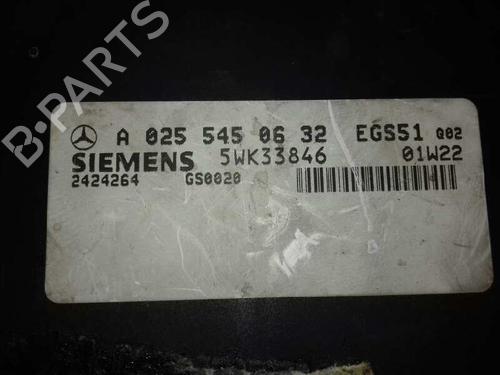 A 025 545 06 32 EGS51 Q02
SIEMENS 5WK33846 01W22
2424264 GS0020
B-PARTS